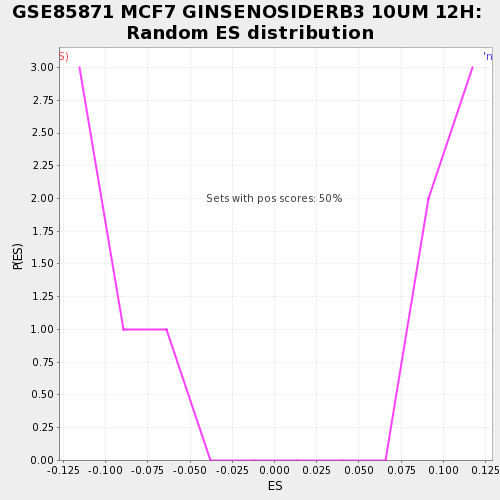 GSE85871 MCF7 GINSENOSIDERB3 10UM 12H:
Random ES distribution
S)
'n
3.00
2.75
2.50
2.25
2.00
1.75
1.50
1.25
1.00
0.75
0.50
0.25
0.00
P(ES)
Sets with pos scores: 50%
-0.125 -0.100 -0.075 -0.050 -0.025 0.000 0.025 0.050 0.075 0.100 0.125
ES